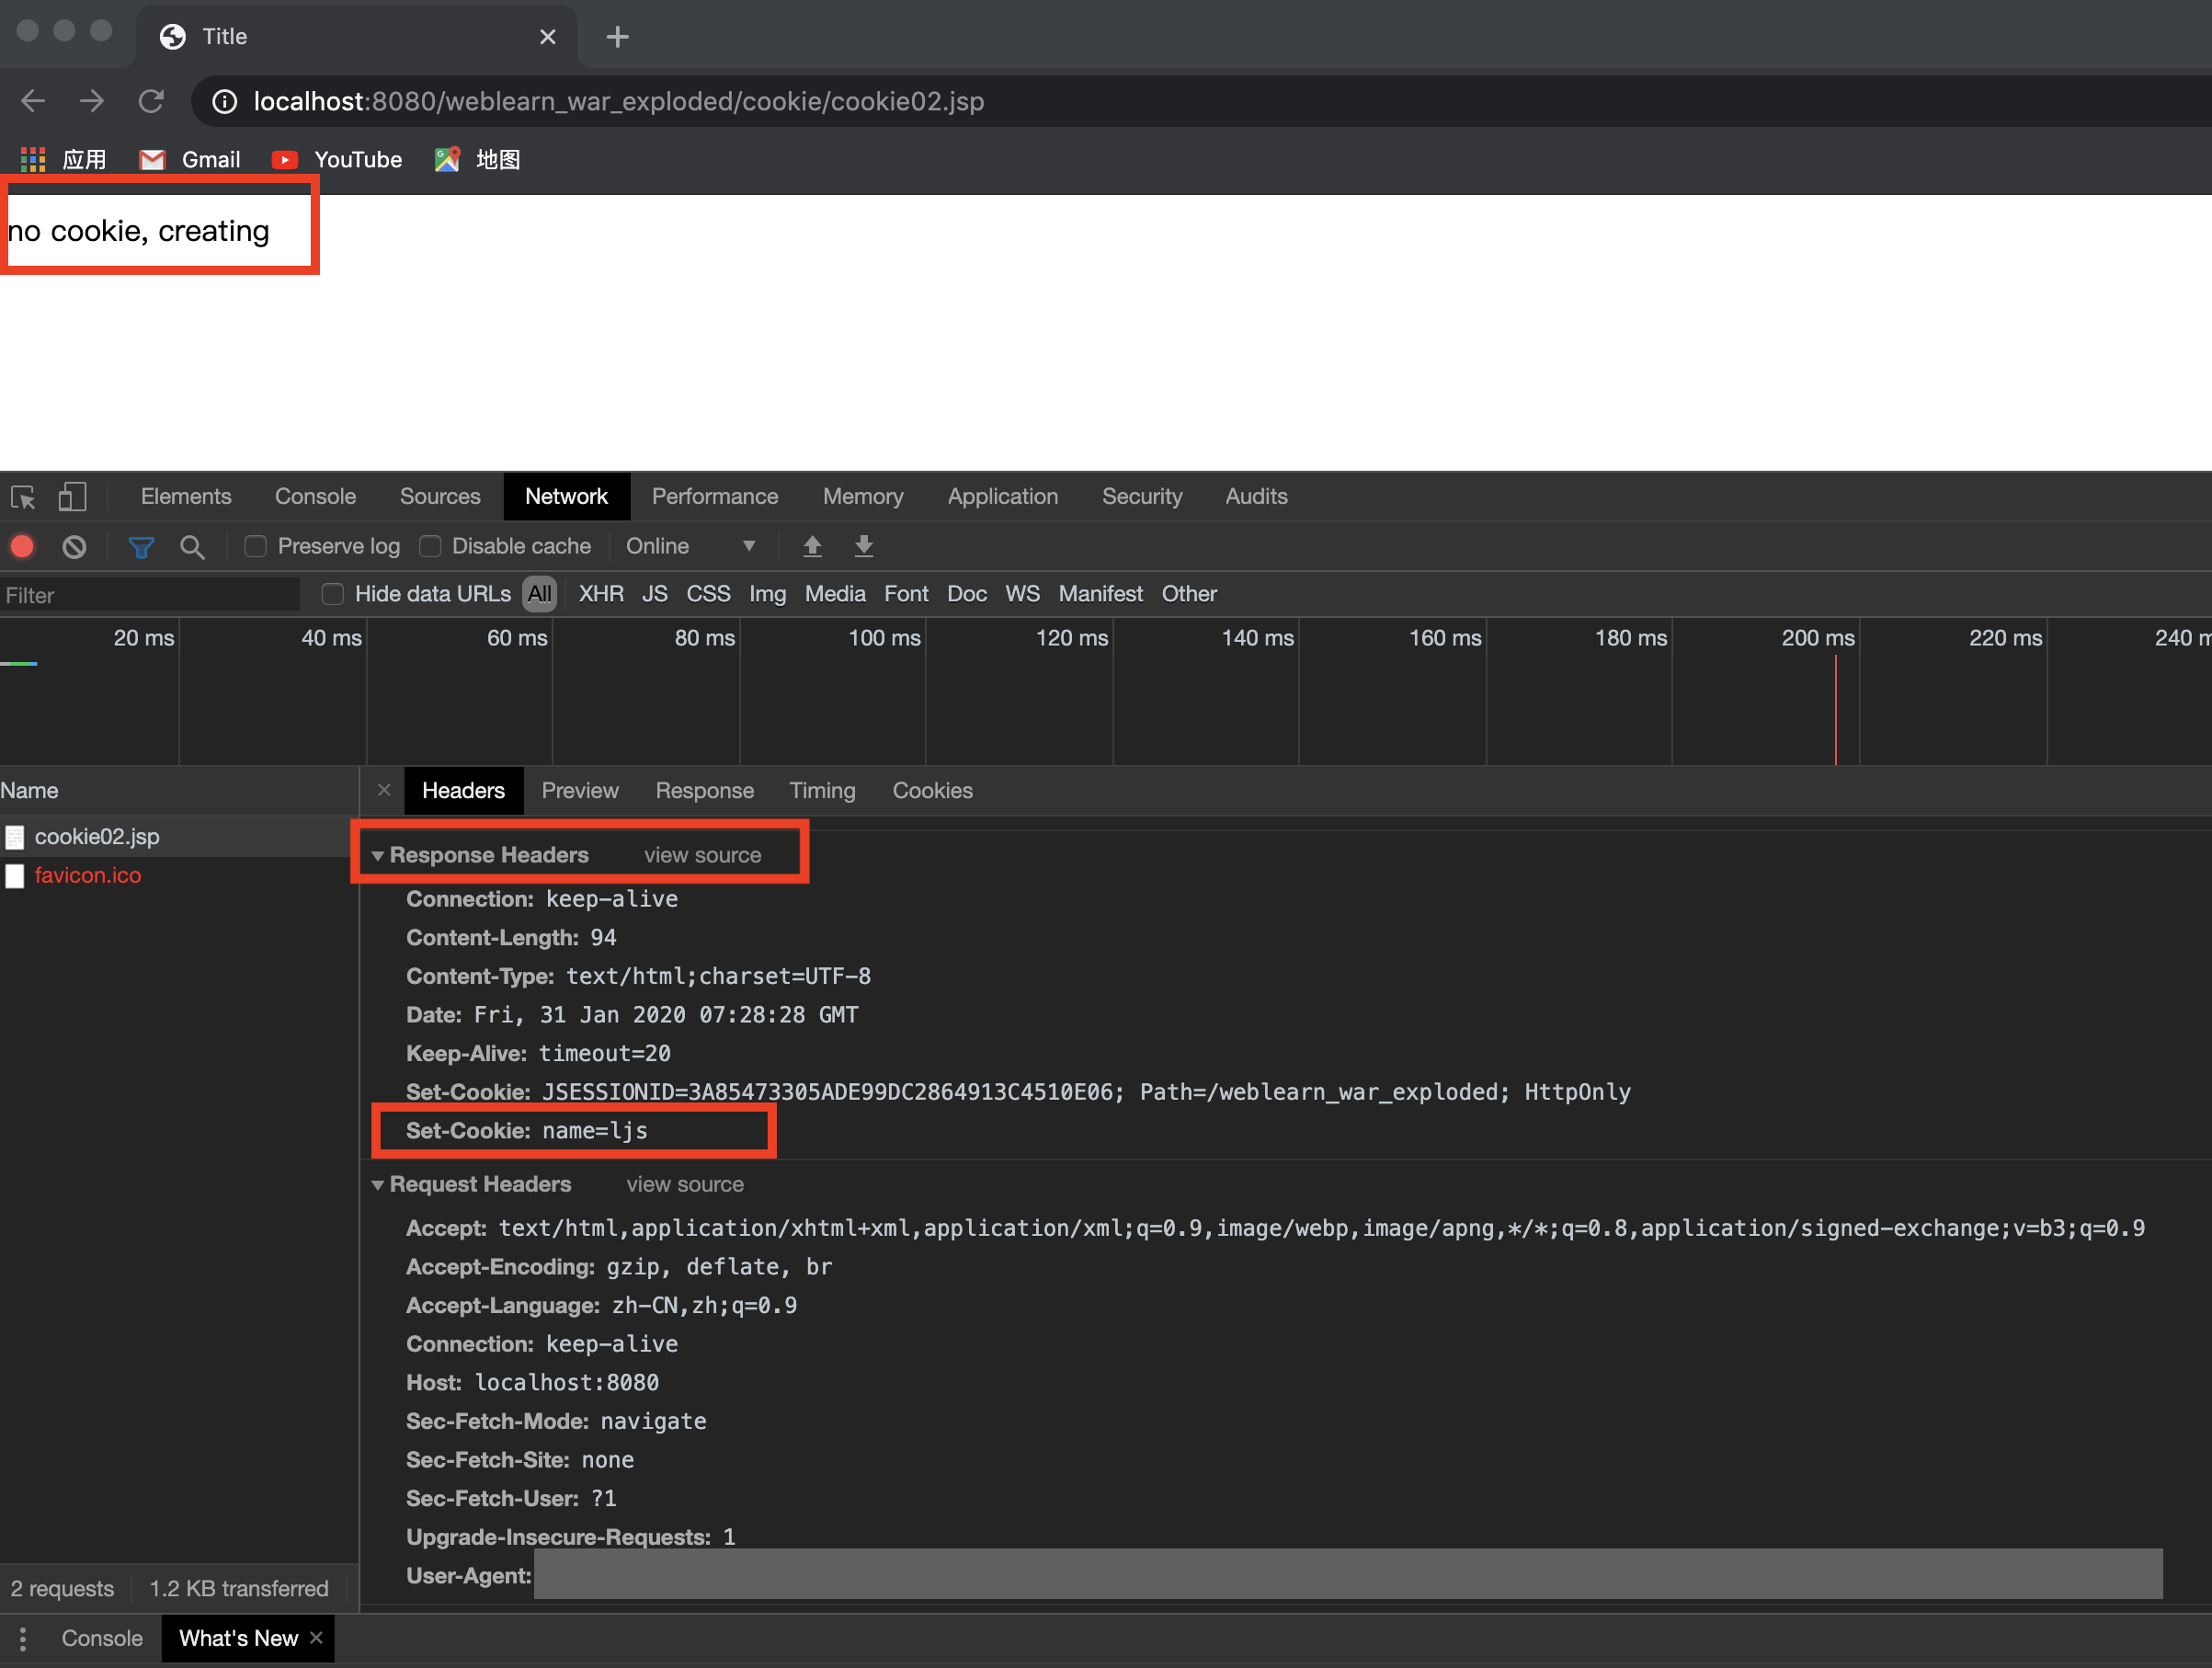 Title
localhost:8080/weblearn_war_exploded/cookie/cookie02.jsp
应用 Gmail YouTube 地图
no cookie, creating
Elements Console Sources Network Performance Memory Application Security Audits
Preserve log Disable cache Online
Filter Hide data URLs All XHR JS CSS Img Media Font Doc WS Manifest Other
20 ms 40 ms 60 ms 80 ms 100 ms 120 ms 140 ms 160 ms 180 ms 200 ms 220 ms 240 m
Name Headers Preview Response Timing Cookies
cookie02.jsp
favicon.ico
Response Headers view source
Connection: keep-alive
Content-Length: 94
Content-Type: text/html;charset=UTF-8
Date: Fri, 31 Jan 2020 07:28:28 GMT
Keep-Alive: timeout=20
Set-Cookie: JSESSIONID=3A85473305ADE99DC2864913C4510E06; Path=/weblearn_war_exploded; HttpOnly
Set-Cookie: name=ljs
Request Headers view source
Accept: text/html,application/xhtml+xml,application/xml;q=0.9,image/webp,image/apng,*/*;q=0.8,application/signed-exchange;v=b3;q=0.9
Accept-Encoding: gzip, deflate, br
Accept-Language: zh-CN,zh;q=0.9
Connection: keep-alive
Host: localhost:8080
Sec-Fetch-Mode: navigate
Sec-Fetch-Site: none
Sec-Fetch-User: ?1
Upgrade-Insecure-Requests: 1
User-Agent:
2 requests 1.2 KB transferred
Console What's New